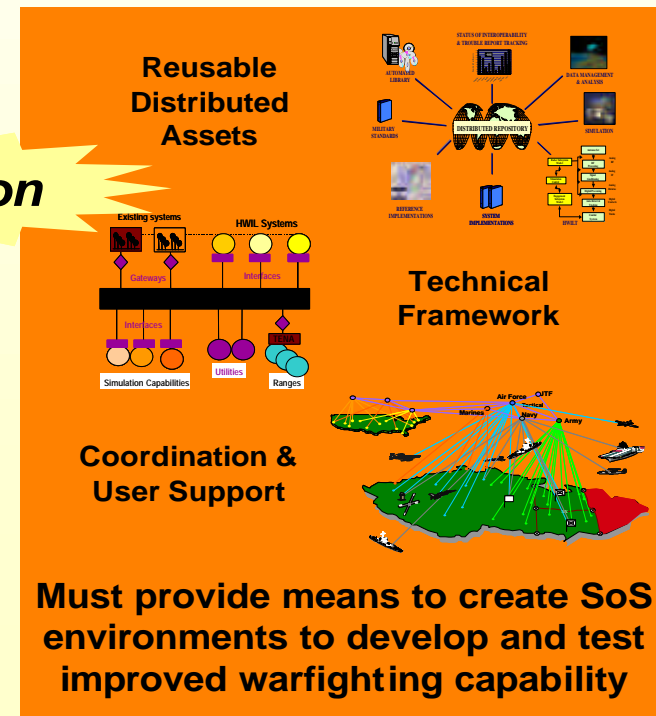 on
Reusable
Distributed
Assets
STATUS OF INTEROPERABILITY
& TROUBLE REPORT TRACKING
AUTOMATED
LIBRARY
DATA MANAGEMENT
& ANALYSIS
MILITARY
STANDARDS
DISTRIBUTED REPOSITORY
SIMULATION
REFERENCE
IMPLEMENTATIONS
SYSTEM
IMPLEMENTATIONS
HWILT
Existing systems
HWIL Systems
Gateways
Interfaces
Interfaces
TENA
Utilities
Simulation Capabilities
Ranges
Technical
Framework
Air Force
JTF
Tactical
Marines
Navy
Army
Coordination &
User Support
Must provide means to create SoS
environments to develop and test
improved warfighting capability